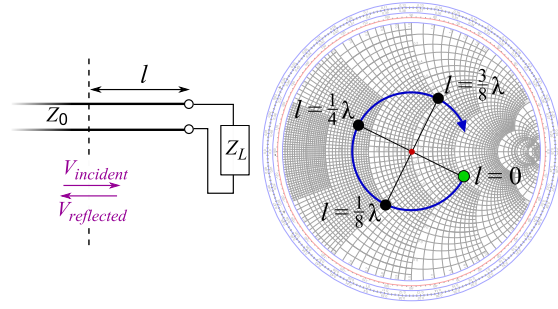 l
Z0
ZL
Vincident
Vreflected
l = 3/8 λ
l = 1/4 λ
l = 0
l = 1/8 λ